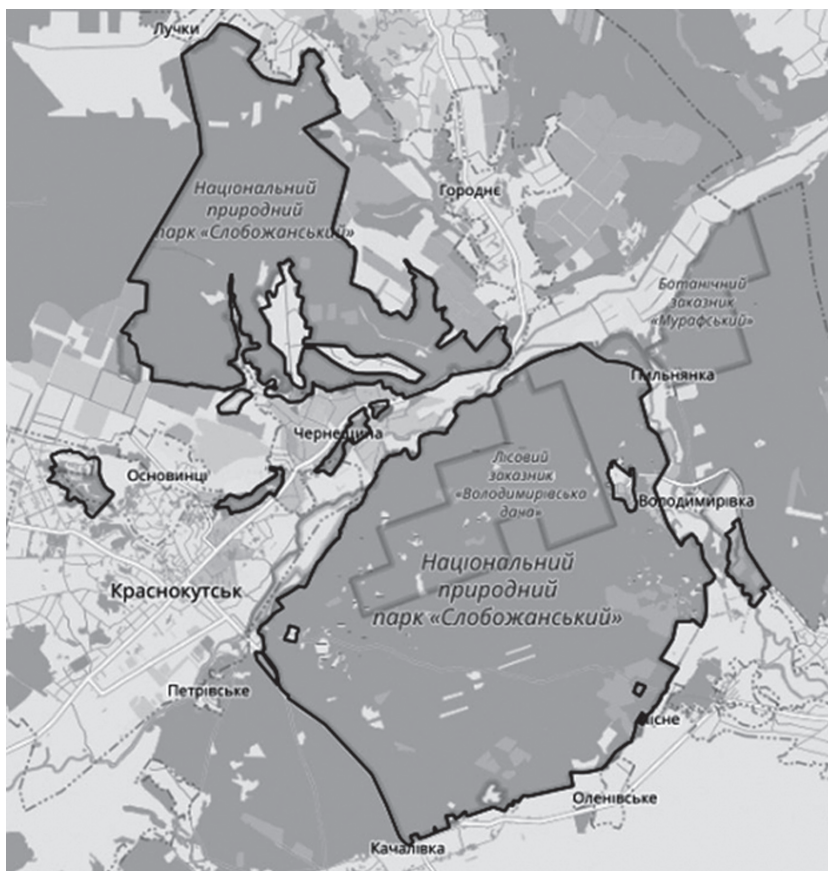 Лучки
Національний
природний
парк «Слобожанський»
Городнє
Ботанічний
заказник
«Мурафський»
Пильнянка
Чернещина
Основинці
Лісовий
заказник
«Володимирівська
дача»
Володимирівка
Національний
природний
парк «Слобожанський»
Краснокутськ
Петрівське
Оленівське
Качалівка